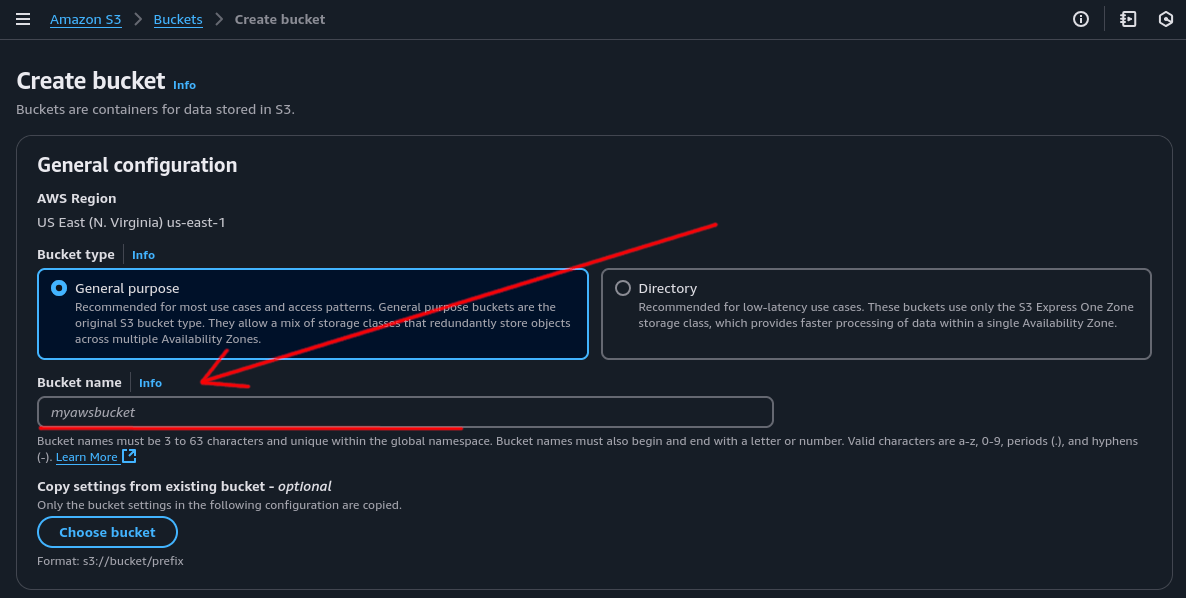 Amazon S3 > Buckets > Create bucket
Create bucket Info
Buckets are containers for data stored in S3.
General configuration
AWS Region
US East (N. Virginia) us-east-1
Bucket type Info
General purpose
Recommended for most use cases and access patterns. General purpose buckets are the
original S3 bucket type. They allow a mix of storage classes that redundantly store objects
across multiple Availability Zones.
Directory
Recommended for low-latency use cases. These buckets use only the S3 Express One Zone
storage class, which provides faster processing of data within a single Availability Zone.
Bucket name Info
myawsbucket
Bucket names must be 3 to 63 characters and unique within the global namespace. Bucket names must also begin and end with a letter or number. Valid characters are a-z, 0-9, periods (.), and hyphens
(-). Learn More
Copy settings from existing bucket - optional
Only the bucket settings in the following configuration are copied.
Choose bucket
Format: s3://bucket/prefix